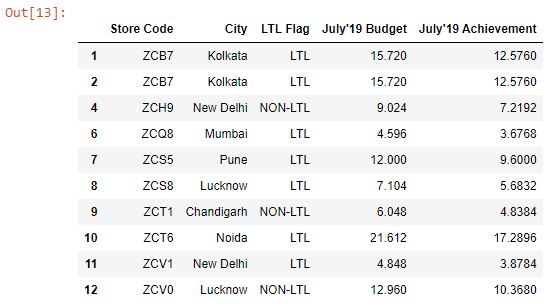 Out[13]:
Store Code City LTL Flag July'19 Budget July'19 Achievement
1 ZCB7 Kolkata LTL 15.720 12.5760
2 ZCB7 Kolkata LTL 15.720 12.5760
4 ZCH9 New Delhi NON-LTL 9.024 7.2192
6 ZCQ8 Mumbai LTL 4.596 3.6768
7 ZCS5 Pune LTL 12.000 9.6000
8 ZCS8 Lucknow LTL 7.104 5.6832
9 ZCT1 Chandigarh NON-LTL 6.048 4.8384
10 ZCT6 Noida LTL 21.612 17.2896
11 ZCV1 New Delhi LTL 4.848 3.8784
12 ZCV0 Lucknow NON-LTL 12.960 10.3680